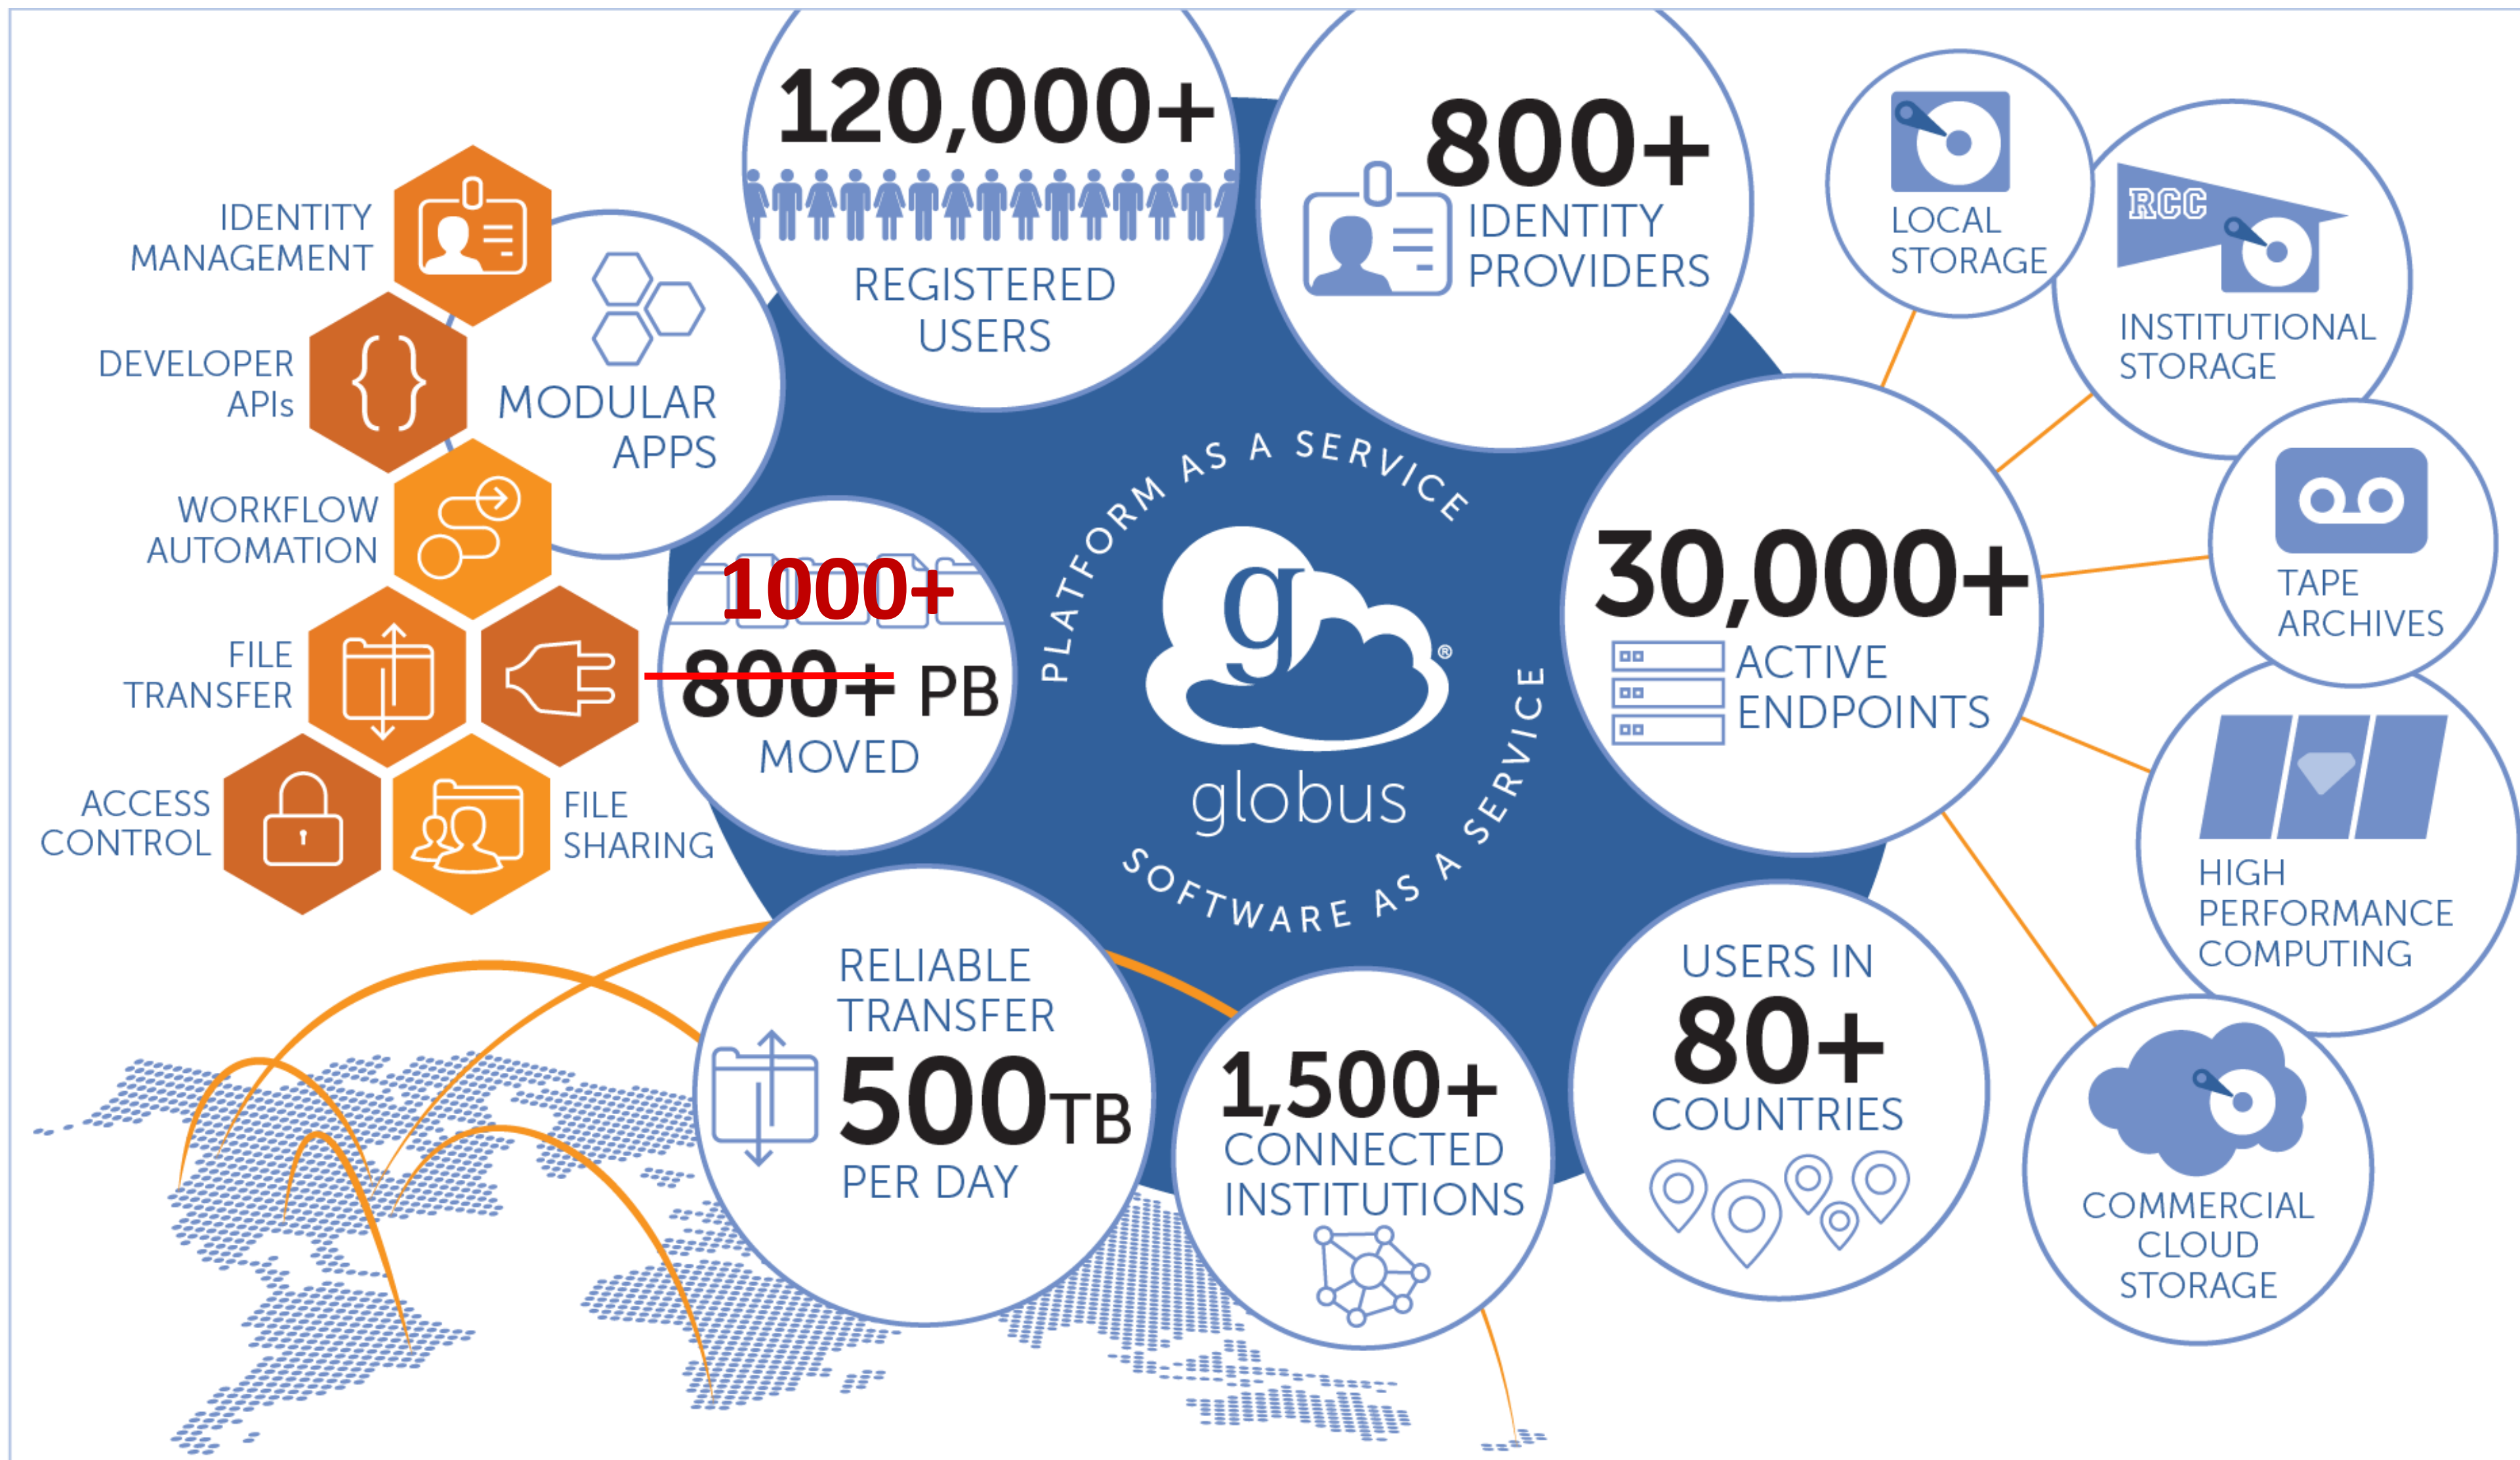 120,000+
REGISTERED
USERS
800+
IDENTITY
PROVIDERS
LOCAL
STORAGE
RCC
INSTITUTIONAL
STORAGE
TAPE
ARCHIVES
HIGH
PERFORMANCE
COMPUTING
COMMERCIAL
CLOUD
STORAGE
30,000+
ACTIVE
ENDPOINTS
USERS IN
80+
COUNTRIES
1,500+
CONNECTED
INSTITUTIONS
RELIABLE
TRANSFER
500TB
PER DAY
1000+
800+ PB
MOVED
MODULAR
APPS
IDENTITY
MANAGEMENT
DEVELOPER
APIs
WORKFLOW
AUTOMATION
FILE
TRANSFER
ACCESS
CONTROL
FILE
SHARING
PLATFORM AS A SERVICE
g
®
globus
SOFTWARE AS A SERVICE